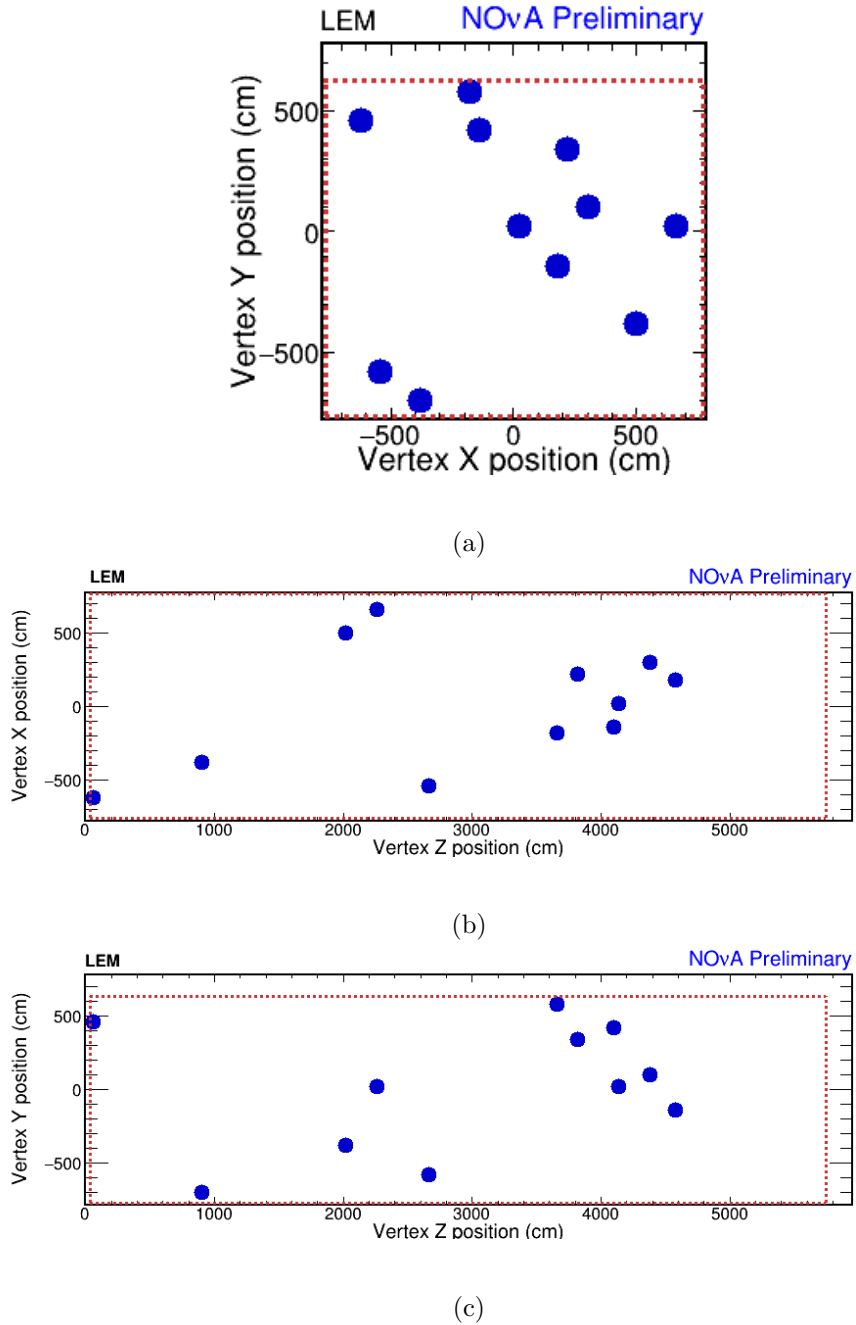 LEM NOνA Preliminary
Vertex Y position (cm)
500
0
−500
−500 0 500
Vertex X position (cm)
(a)
LEM NOνA Preliminary
Vertex X position (cm)
500
0
−500
0 1000 2000 3000 4000 5000
Vertex Z position (cm)
(b)
LEM NOνA Preliminary
Vertex Y position (cm)
500
0
−500
0 1000 2000 3000 4000 5000
Vertex Z position (cm)
(c)